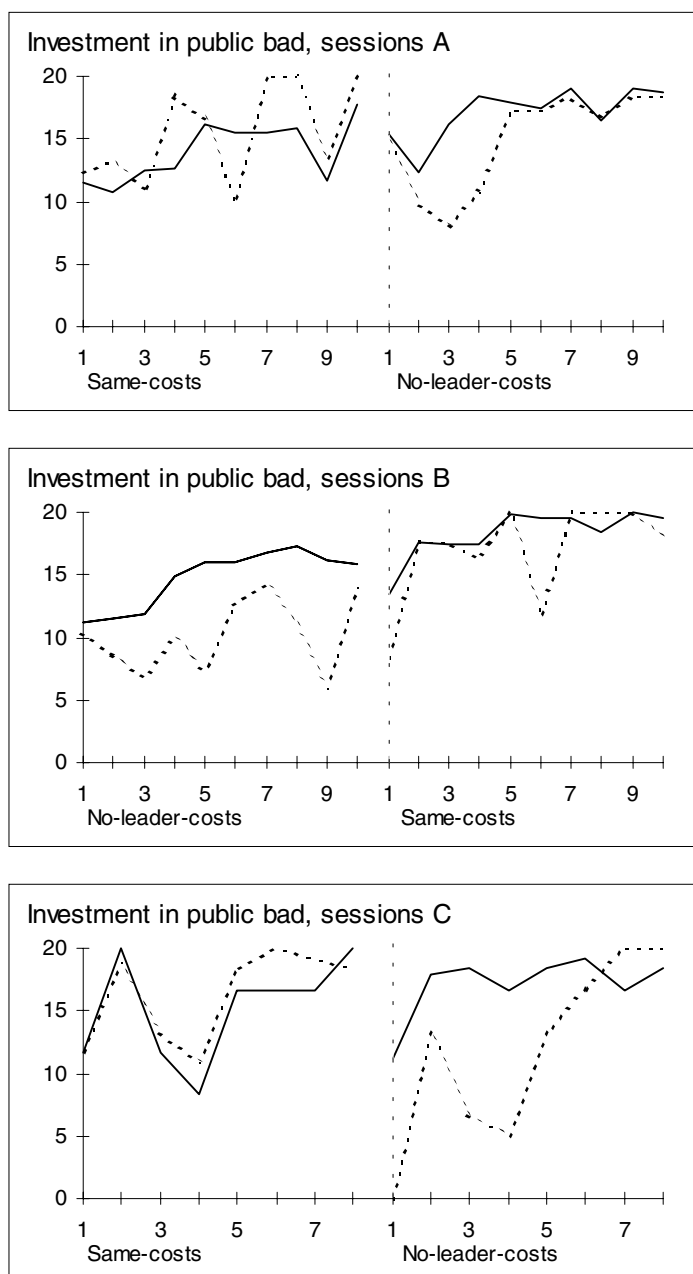 Investment in public bad, sessions A
20
15
10
5
0
1 3 5 7 9 1 3 5 7 9
Same-costs No-leader-costs
Investment in public bad, sessions B
20
15
10
5
0
1 3 5 7 9 1 3 5 7 9
No-leader-costs Same-costs
Investment in public bad, sessions C
20
15
10
5
0
1 3 5 7 1 3 5 7
Same-costs No-leader-costs